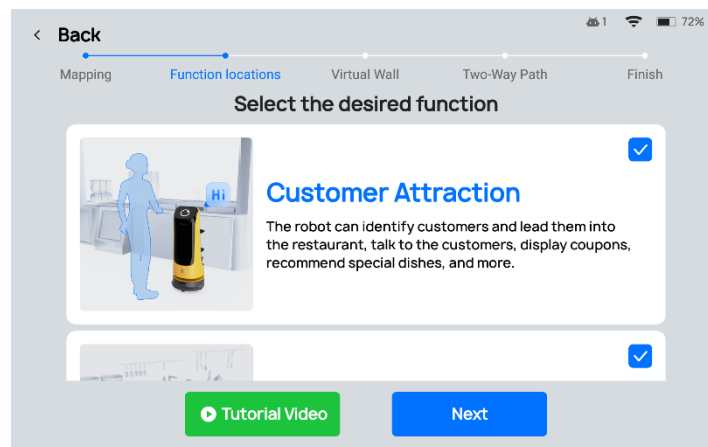 1 72%
Back
Mapping Function locations Virtual Wall Two-Way Path Finish
Select the desired function
Hi
Customer Attraction
The robot can identify customers and lead them into
the restaurant, talk to the customers, display coupons,
recommend special dishes, and more.
Tutorial Video Next